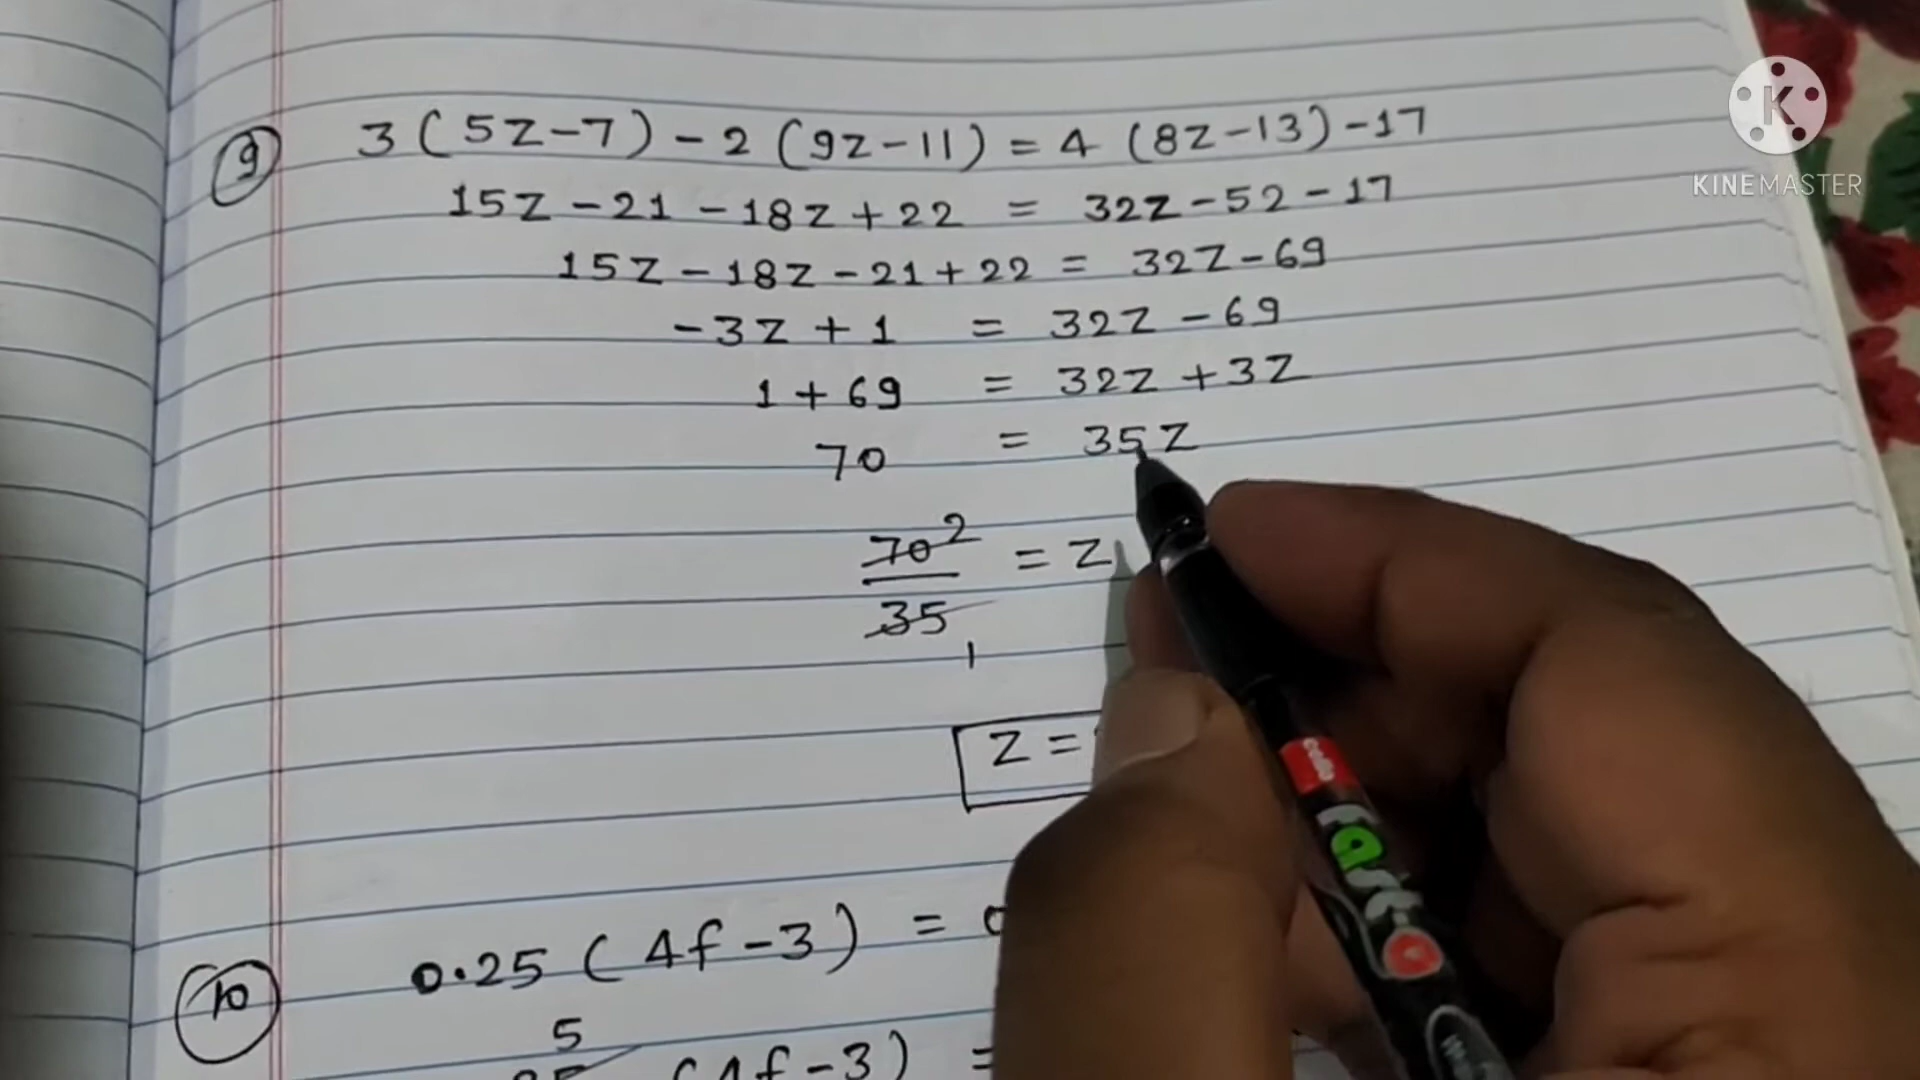 KINEMASTER
9 3(5z-7)-2(9z-11)=4(8z-13)-17
15z-21-18z+22 = 32z-52-17
15z-18z-21+22 = 32z-69
-3z+1 = 32z-69
1+69 = 32z+3z
70 = 35z
70 2 = z
35 1
z=
10 0.25(4f-3) =
5
(4f-3) =